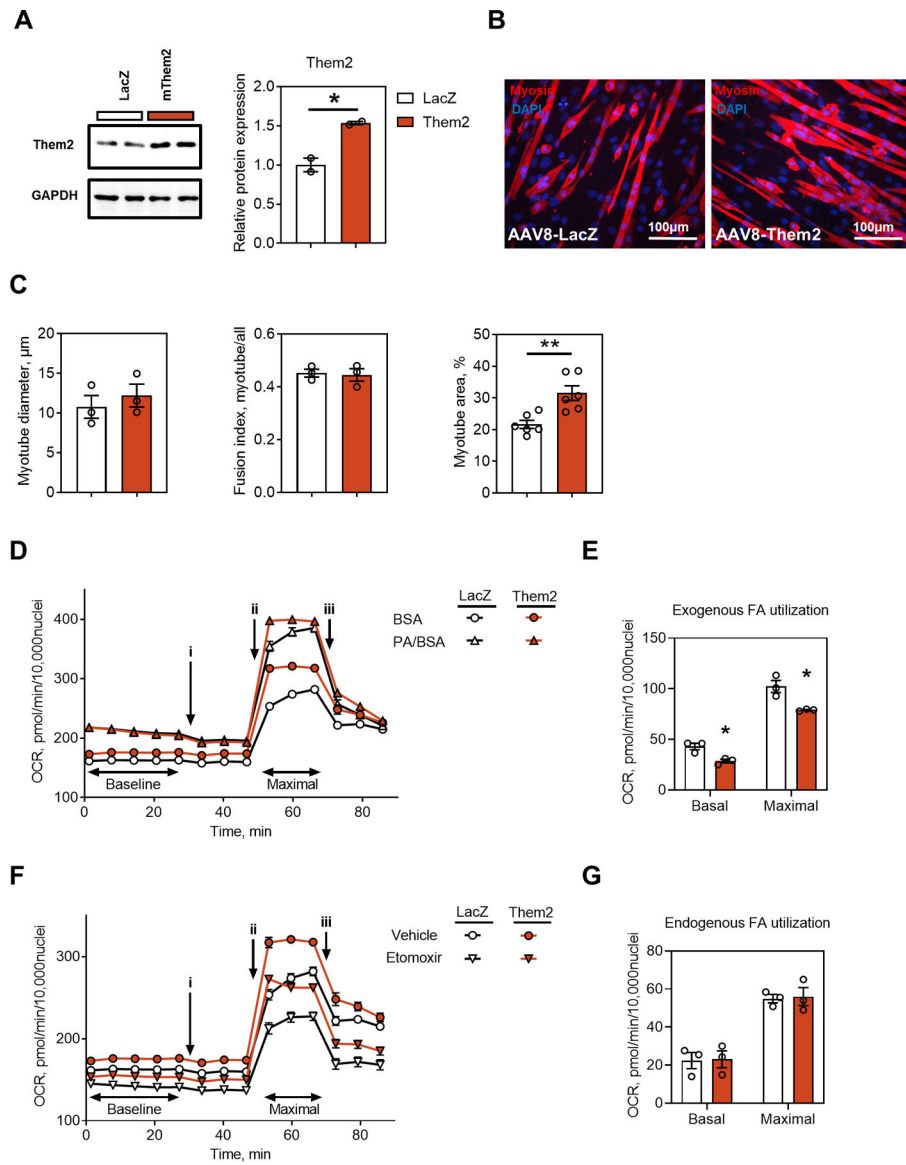 A
LacZ
mThem2
Them2
GAPDH
Them2
Relative protein expression
2.0
1.5
1.0
0.5
0.0
*
LacZ
Them2
B
Myosin
DAPI
AAV8-LacZ
100μm
Myosin
DAPI
AAV8-Them2
100μm
C
Myotube diameter, μm
20
15
10
5
0
Fusion index, myotube/all
0.6
0.4
0.2
0.0
Myotube area, %
50
40
30
20
10
0
**
D
OCR, pmol/min/10,000nuclei
400
300
200
100
i
ii
iii
Baseline
Maximal
0
20
40
60
80
Time, min
LacZ
Them2
BSA
PA/BSA
E
Exogenous FA utilization
OCR, pmol/min/10,000nuclei
150
100
50
0
*
*
Basal
Maximal
F
OCR, pmol/min/10,000nuclei
300
200
100
i
ii
iii
Baseline
Maximal
0
20
40
60
80
Time, min
LacZ
Them2
Vehicle
Etomoxir
G
Endogenous FA utilization
OCR, pmol/min/10,000nuclei
80
60
40
20
0
Basal
Maximal